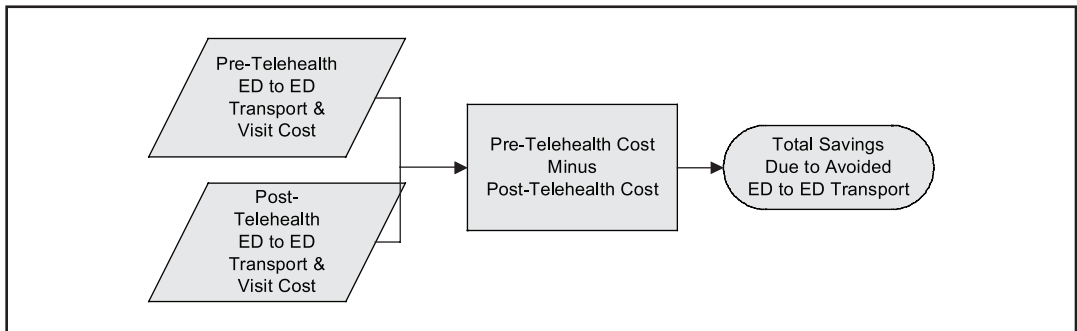 Pre-Telehealth
ED to ED
Transport &
Visit Cost
Post-
Telehealth
ED to ED
Transport &
Visit Cost
Pre-Telehealth Cost
Minus
Post-Telehealth Cost
Total Savings
Due to Avoided
ED to ED Transport